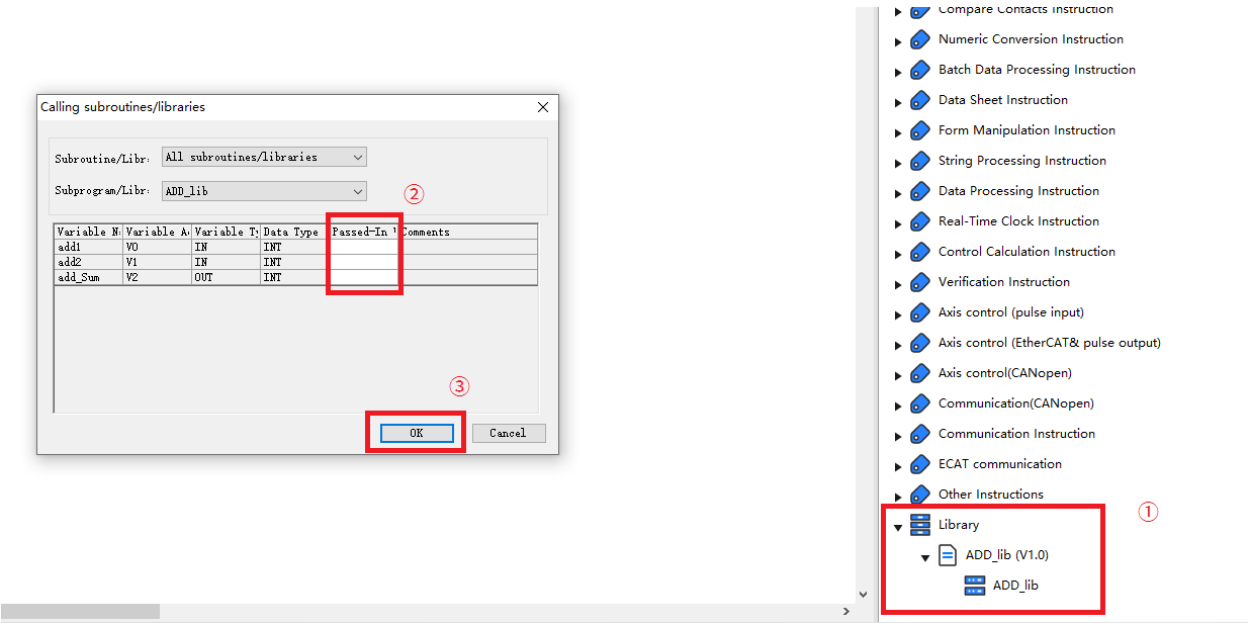 Compare Contacts Instruction
Numeric Conversion Instruction
Batch Data Processing Instruction
Data Sheet Instruction
Form Manipulation Instruction
String Processing Instruction
Data Processing Instruction
Real-Time Clock Instruction
Control Calculation Instruction
Verification Instruction
Axis control (pulse input)
Axis control (EtherCAT& pulse output)
Axis control(CANopen)
Communication(CANopen)
Communication Instruction
ECAT communication
Other Instructions
①
Library
ADD_lib (V1.0)
ADD_lib
Calling subroutines/libraries
Subroutine/Libr: All subroutines/libraries
Subprogram/Libr: ADD_lib
②
Variable N Variable A Variable T Data Type Passed-In Comments
add1 V0 IN INT
add2 V1 IN INT
add_Sum V2 OUT INT
③
OK Cancel